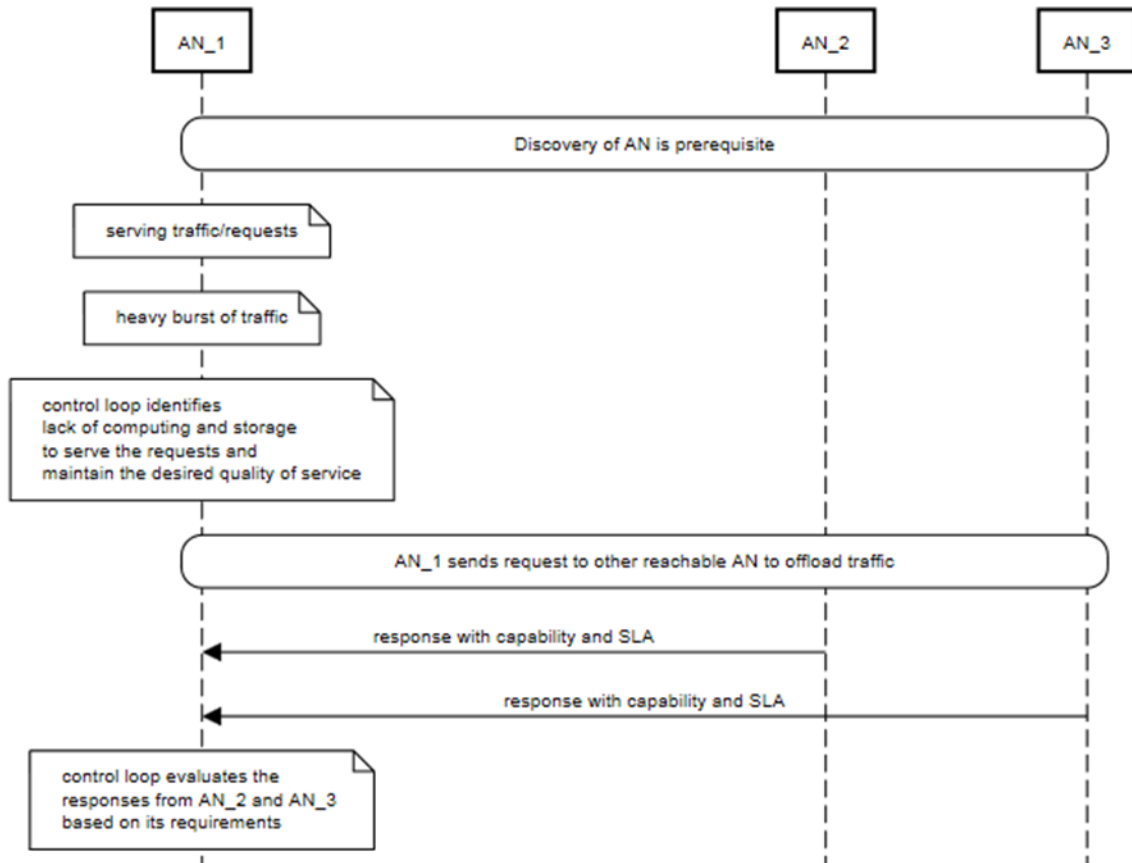 AN_1
AN_2
AN_3
Discovery of AN is prerequisite
serving traffic/requests
heavy burst of traffic
control loop identifies
lack of computing and storage
to serve the requests and
maintain the desired quality of service
AN_1 sends request to other reachable AN to offload traffic
response with capability and SLA
response with capability and SLA
control loop evaluates the
responses from AN_2 and AN_3
based on its requirements